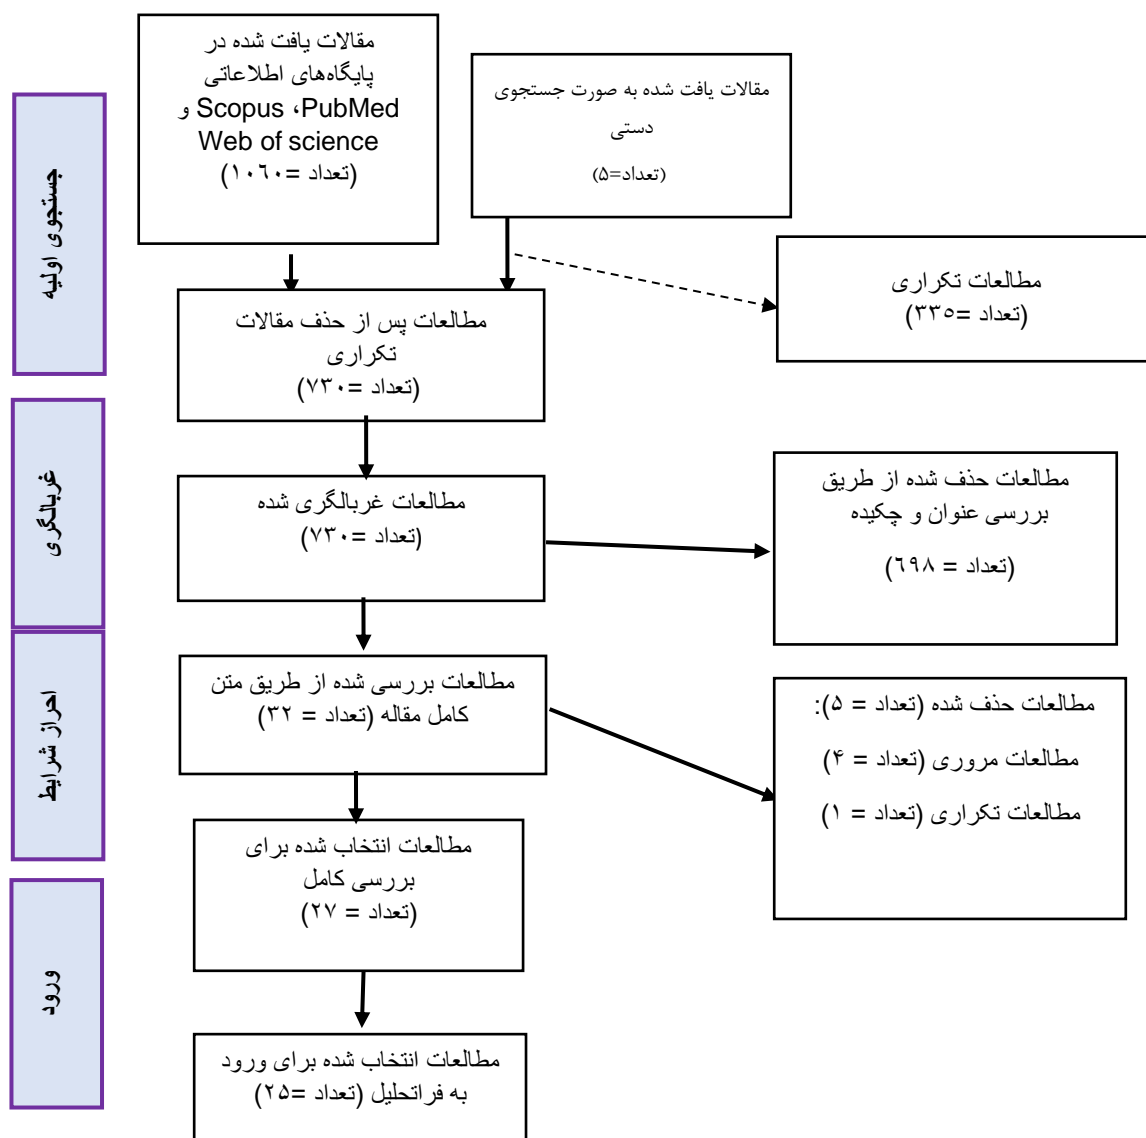 مقالات یافت شده در
پایگاه‌های اطلاعاتی
Scopus ،PubMed و
Web of science
(تعداد =۱۰٦۰)
مقالات یافت شده به صورت جستجوی
دستی
(تعداد=۵)
جستجوی اولیه
مطالعات تکراری
(تعداد =۳۳٥)
مطالعات پس از حذف مقالات
تکراری
(تعداد =۷۳۰)
غربالگری
مطالعات غربالگری شده
(تعداد =۷۳۰)
مطالعات حذف شده از طریق
بررسی عنوان و چکیده
(تعداد = ٦۹۸)
احراز شرایط
مطالعات بررسی شده از طریق متن
کامل مقاله (تعداد = ۳۲)
مطالعات حذف شده (تعداد = ۵):
مطالعات مروری (تعداد = ۴)
مطالعات تکراری (تعداد = ۱)
مطالعات انتخاب شده برای
بررسی کامل
(تعداد = ۲۷)
ورود
مطالعات انتخاب شده برای ورود
به فراتحلیل (تعداد =۲۵)